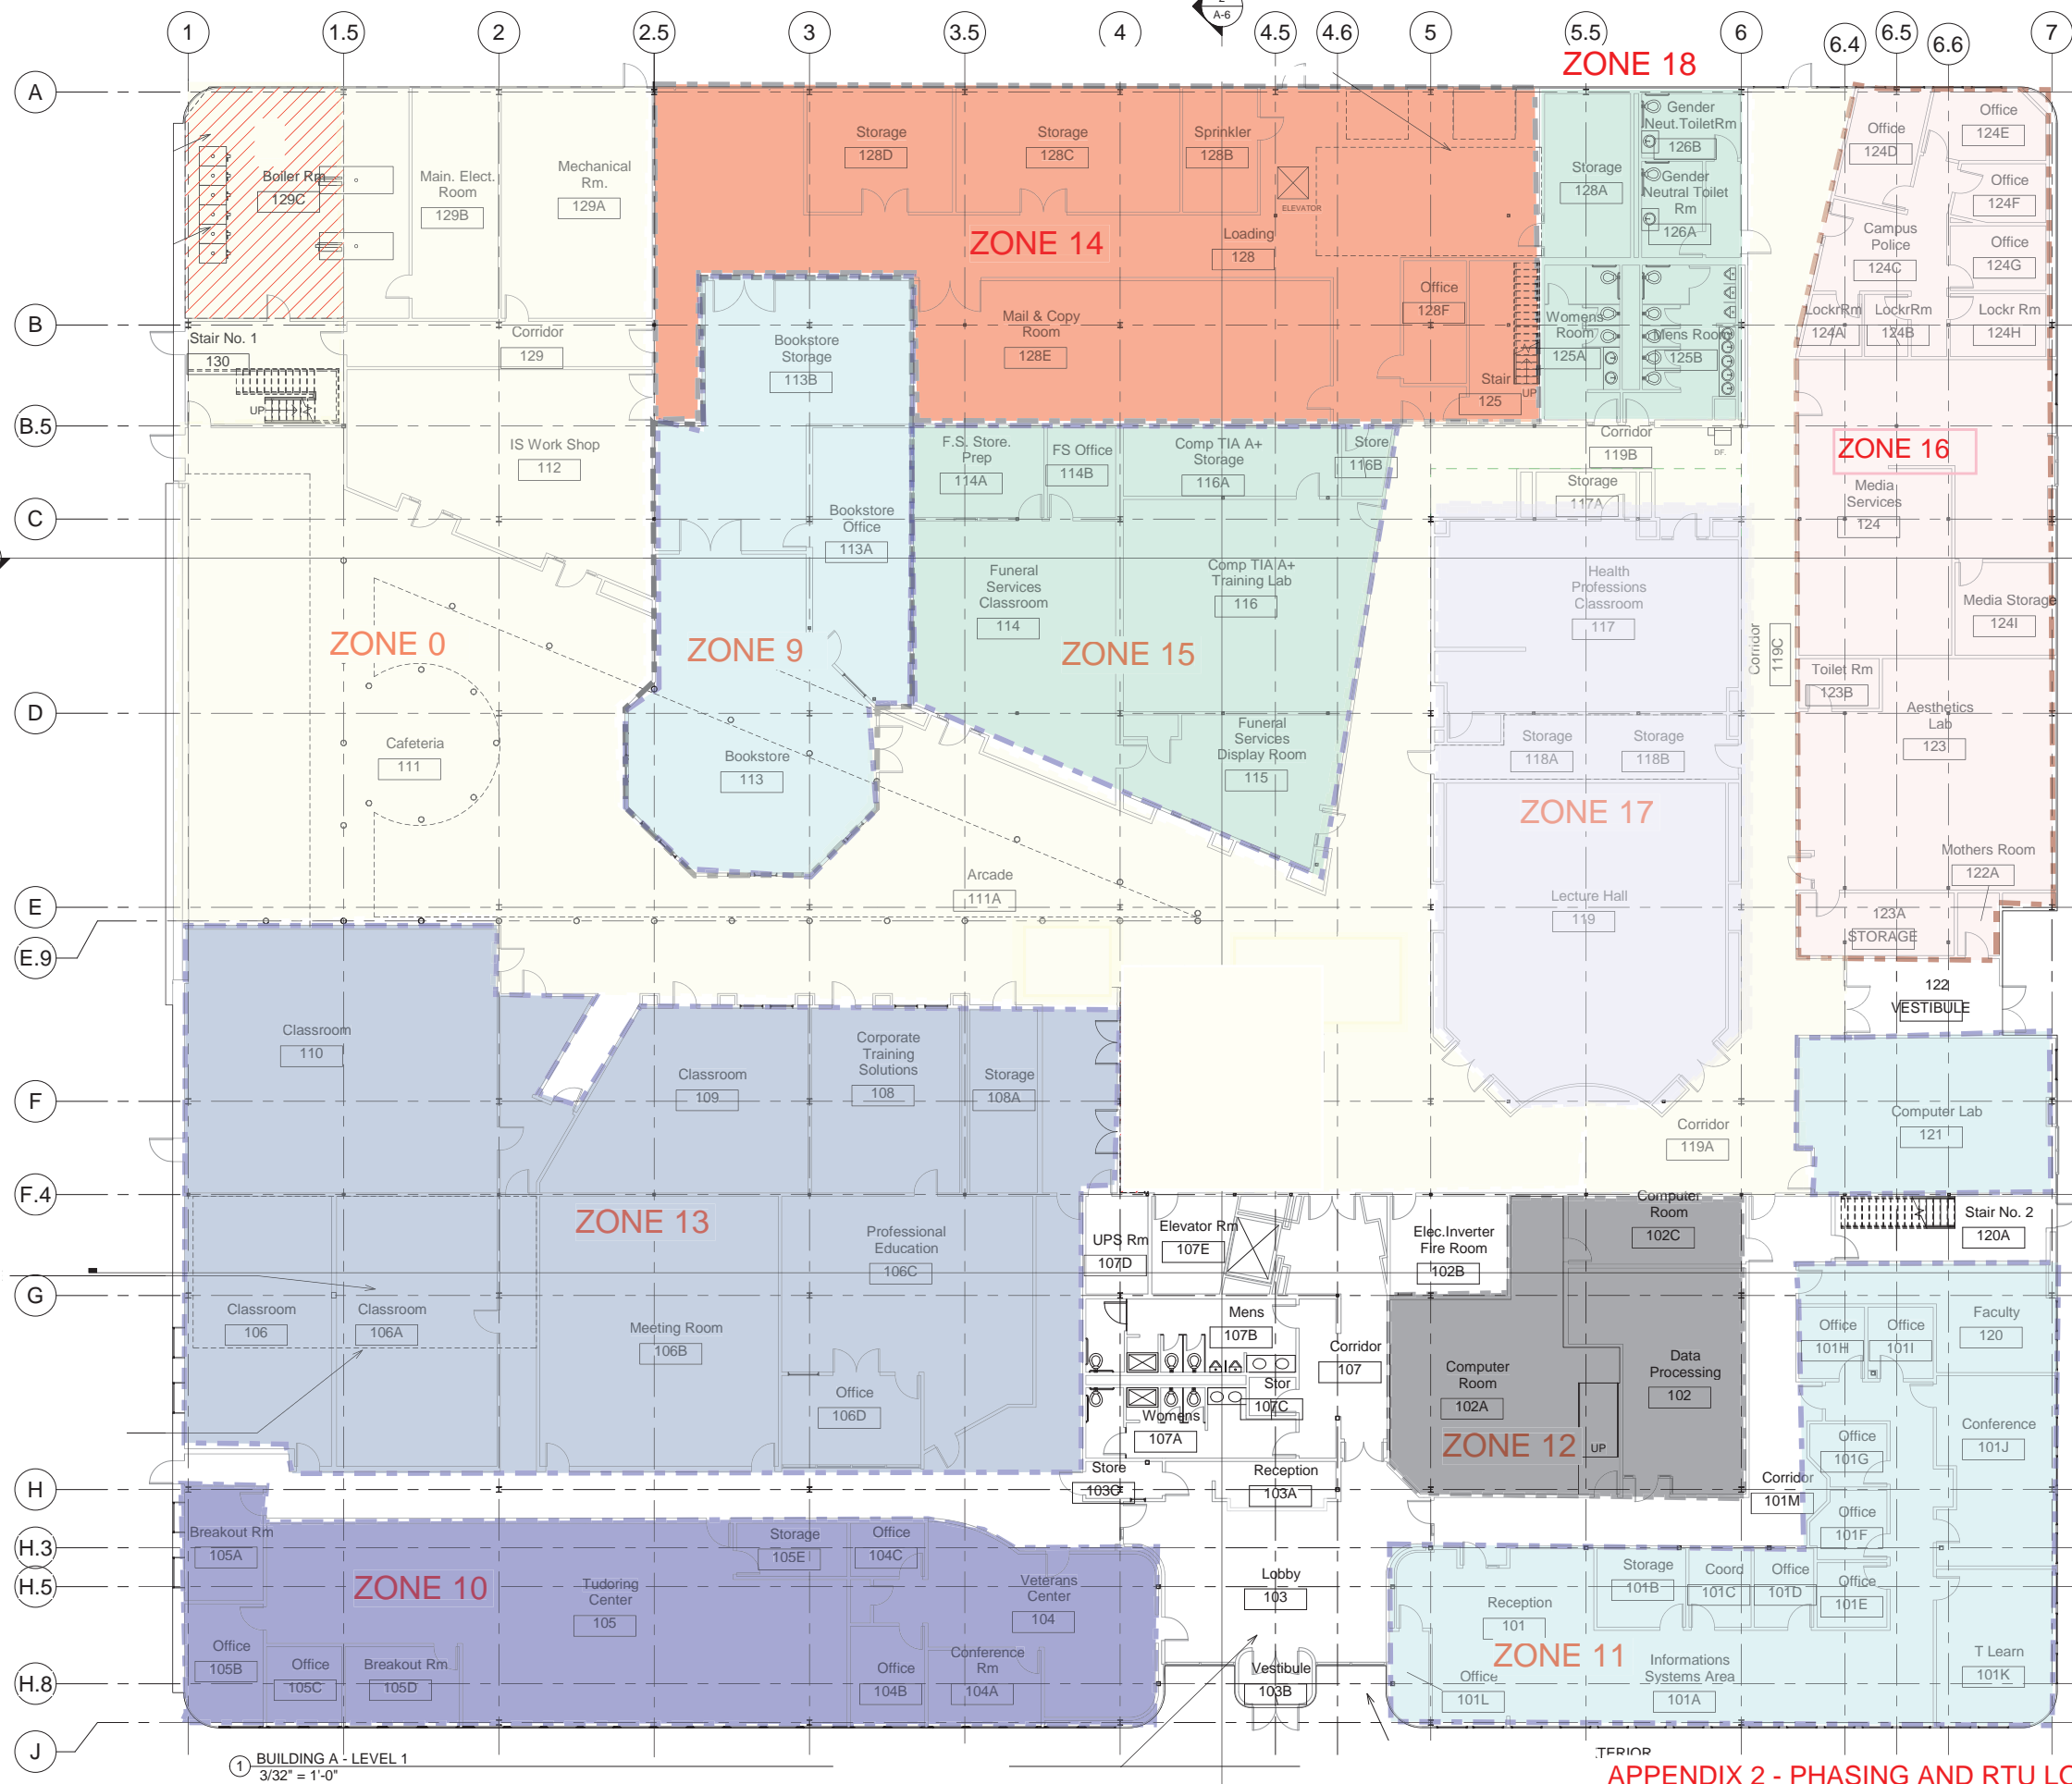 2
A-6
1
1.5
2
2.5
3
3.5
4
4.5
4.6
5
5.5
6
6.4
6.5
6.6
7
ZONE 18
A
B
B.5
C
D
E
E.9
F
F.4
G
H
H.3
H.5
H.8
J
Boiler Rm
129C
Main. Elect.
Room
129B
Mechanical
Rm.
129A
Storage
128D
Storage
128C
Sprinkler
128B
ELEVATOR
ZONE 14
Loading
128
Storage
128A
Gender
Neut.ToiletRm
126B
Gender
Neutral Toilet
Rm
126A
Office
124D
Office
124E
Office
124F
Campus
Police
124C
Office
124G
LockrRm
124A
LockrRm
124B
Lockr Rm
124H
Stair No. 1
130
UP
Corridor
129
Bookstore
Storage
113B
Mail & Copy
Room
128E
Office
128F
Stair
125
UP
Womens
Room
125A
Mens Room
125B
IS Work Shop
112
F.S. Store.
Prep
114A
FS Office
114B
Comp TIA A+
Storage
116A
Store
116B
Corridor
119B
DF.
Storage
117A
ZONE 16
Media
Services
124
Bookstore
Office
113A
Funeral
Services
Classroom
114
Comp TIA A+
Training Lab
116
Health
Professions
Classroom
117
Corridor
119C
Media Storage
124I
ZONE 0
ZONE 9
ZONE 15
Toilet Rm
123B
Aesthetics
Lab
123
Cafeteria
111
Bookstore
113
Funeral
Services
Display Room
115
Storage
118A
Storage
118B
ZONE 17
Arcade
111A
Lecture Hall
119
Mothers Room
122A
123A
STORAGE
122
VESTIBULE
Classroom
110
Classroom
109
Corporate
Training
Solutions
108
Storage
108A
Corridor
119A
Computer Lab
121
ZONE 13
Professional
Education
106C
UPS Rm
107D
Elevator Rm
107E
Elec.Inverter
Fire Room
102B
Computer
Room
102C
Stair No. 2
120A
Classroom
106
Classroom
106A
Meeting Room
106B
Office
106D
Mens
107B
Corridor
107
Stor
107C
Womens
107A
Computer
Room
102A
Data
Processing
102
UP
ZONE 12
Office
101H
Office
101I
Faculty
120
Conference
101J
Office
101G
Store
103C
Reception
103A
Corridor
101M
Office
101F
Breakout Rm
105A
Storage
105E
Office
104C
ZONE 10
Tudoring
Center
105
Veterans
Center
104
Lobby
103
Reception
101
Storage
101B
Coord
101C
Office
101D
Office
101E
Office
105B
Office
105C
Breakout Rm
105D
Office
104B
Conference
Rm
104A
Vestibule
103B
ZONE 11
Office
101L
Informations
Systems Area
101A
T Learn
101K
1
BUILDING A - LEVEL 1
3/32" = 1'-0"
TERIOR
APPENDIX 2 - PHASING AND RTU LO